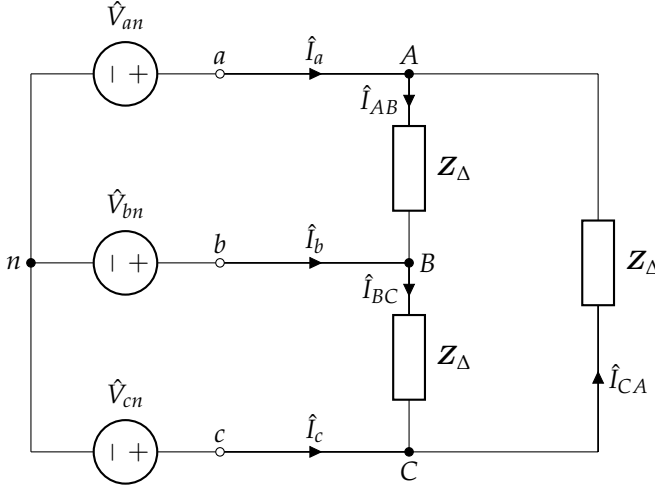 V̂an
− +
a
Îa
A
ÎAB
ZΔ
V̂bn
n
− +
b
Îb
B
ÎBC
ZΔ
ZΔ
V̂cn
− +
c
Îc
C
ÎCA